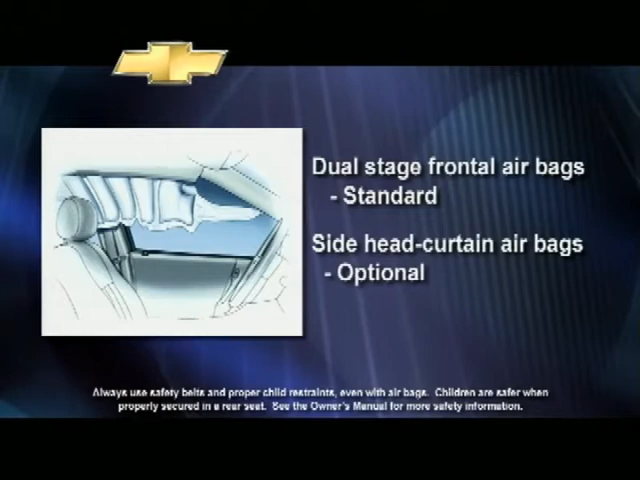 Dual stage frontal air bags
- Standard
Side head-curtain air bags
- Optional
Always use safety belts and proper child restraints, even with air bags. Children are safer when
properly secured in a rear seat. See the Owner's Manual for more safety information.